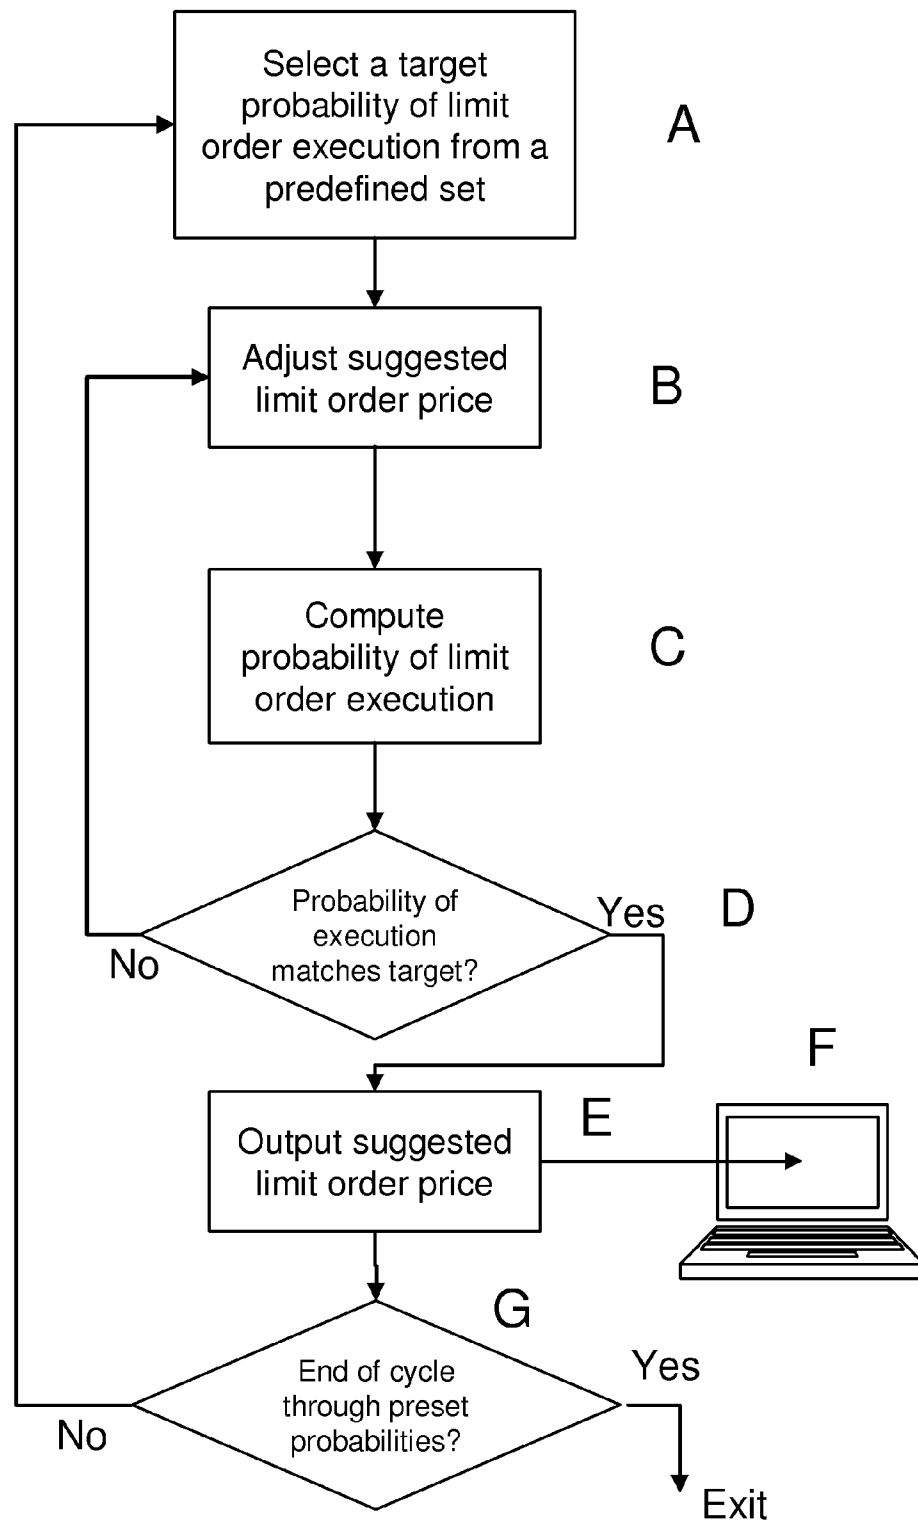 Select a target
probability of limit
order execution from a
predefined set
A
Adjust suggested
limit order price
B
Compute
probability of limit
order execution
C
Probability of
execution
matches target?
Yes
D
No
F
Output suggested
limit order price
E
G
End of cycle
through preset
probabilities?
Yes
No
Exit